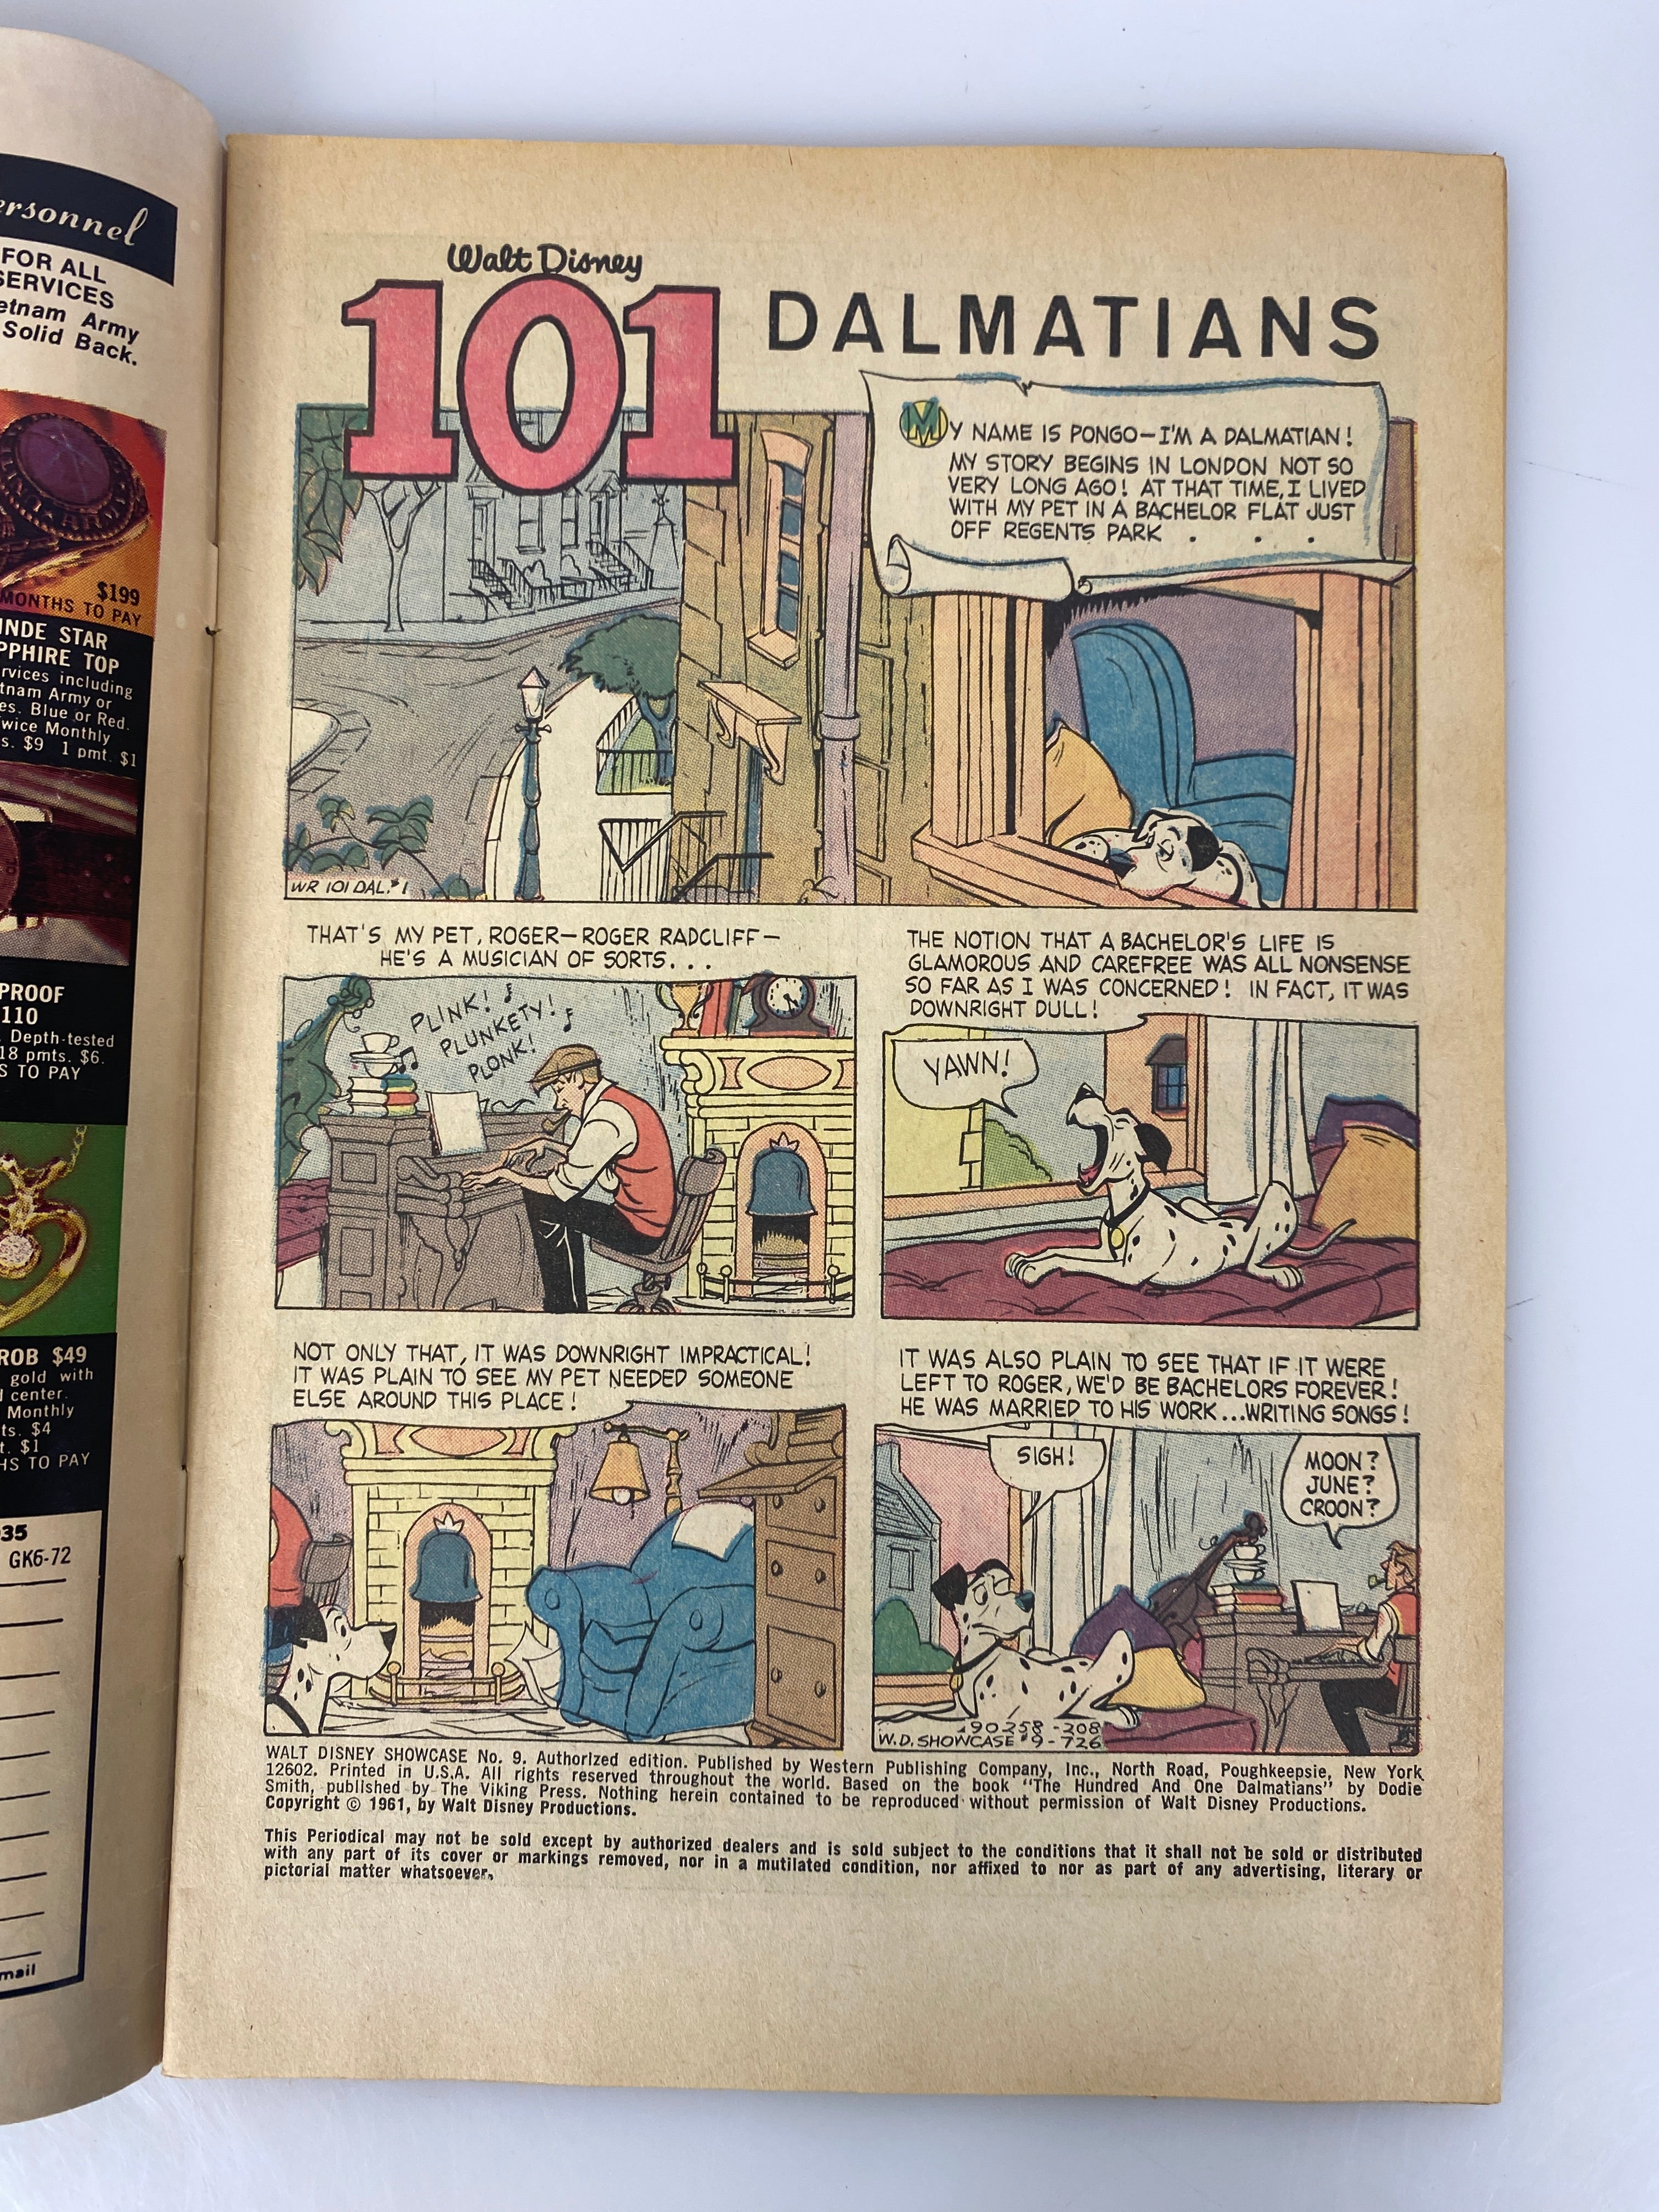 ersonnel
FOR ALL
SERVICES
etnam Army
Solid Back.
$199
MONTHS TO PAY
INDE STAR
PPHIRE TOP
rvices including
tnam Army or
es. Blue or Red.
Twice Monthly
s. $9 1 pmt. $1
PROOF
110
. Depth-tested
18 pmts. $6.
S TO PAY
ROB $49
gold with
d center.
Monthly
ts. $4
t. $1
HS TO PAY
35
GK6-72
mail
Walt Disney
101 DALMATIANS
MY NAME IS PONGO—I'M A DALMATIAN!
MY STORY BEGINS IN LONDON NOT SO
VERY LONG AGO! AT THAT TIME, I LIVED
WITH MY PET IN A BACHELOR FLAT JUST
OFF REGENTS PARK . . .
WR 101 DAL.#1
THAT'S MY PET, ROGER—ROGER RADCLIFF—
HE'S A MUSICIAN OF SORTS...
PLINK!
PLUNKETY!
PLONK!
THE NOTION THAT A BACHELOR'S LIFE IS
GLAMOROUS AND CAREFREE WAS ALL NONSENSE
SO FAR AS I WAS CONCERNED! IN FACT, IT WAS
DOWNRIGHT DULL!
YAWN!
NOT ONLY THAT, IT WAS DOWNRIGHT IMPRACTICAL!
IT WAS PLAIN TO SEE MY PET NEEDED SOMEONE
ELSE AROUND THIS PLACE!
IT WAS ALSO PLAIN TO SEE THAT IF IT WERE
LEFT TO ROGER, WE'D BE BACHELORS FOREVER!
HE WAS MARRIED TO HIS WORK...WRITING SONGS!
SIGH!
MOON?
JUNE?
CROON?
90258-208
W.D. SHOWCASE #9-726
WALT DISNEY SHOWCASE No. 9. Authorized edition. Published by Western Publishing Company, Inc., North Road, Poughkeepsie, New York
12602. Printed in U.S.A. All rights reserved throughout the world. Based on the book "The Hundred And One Dalmatians" by Dodie
Smith, published by The Viking Press. Nothing herein contained to be reproduced without permission of Walt Disney Productions.
Copyright © 1961, by Walt Disney Productions.
This Periodical may not be sold except by authorized dealers and is sold subject to the conditions that it shall not be sold or distributed
with any part of its cover or markings removed, nor in a mutilated condition, nor affixed to nor as part of any advertising, literary or
pictorial matter whatsoever.